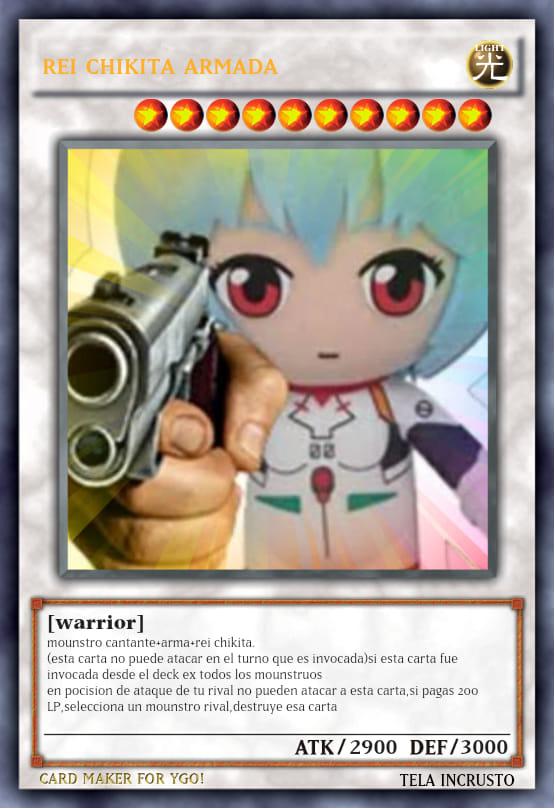 REI CHIKITA ARMADA
LIGHT
光
00
[warrior]
mounstro cantante+arma+rei chikita.
(esta carta no puede atacar en el turno que es invocada)si esta carta fue
invocada desde el deck ex todos los mounstruos
en pocision de ataque de tu rival no pueden atacar a esta carta,si pagas 200
LP,selecciona un mounstro rival,destruye esa carta
ATK/2900 DEF/3000
CARD MAKER FOR YGO!
TELA INCRUSTO